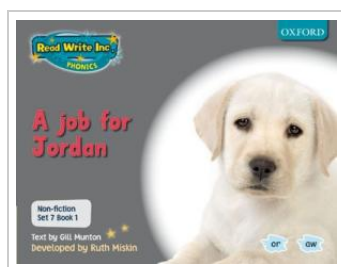 OXFORD
Read Write Inc.
PHONICS
A job for
Jordan
Non-fiction
Set 7 Book 1
Text by Gill Munton
Developed by Ruth Miskin
or aw